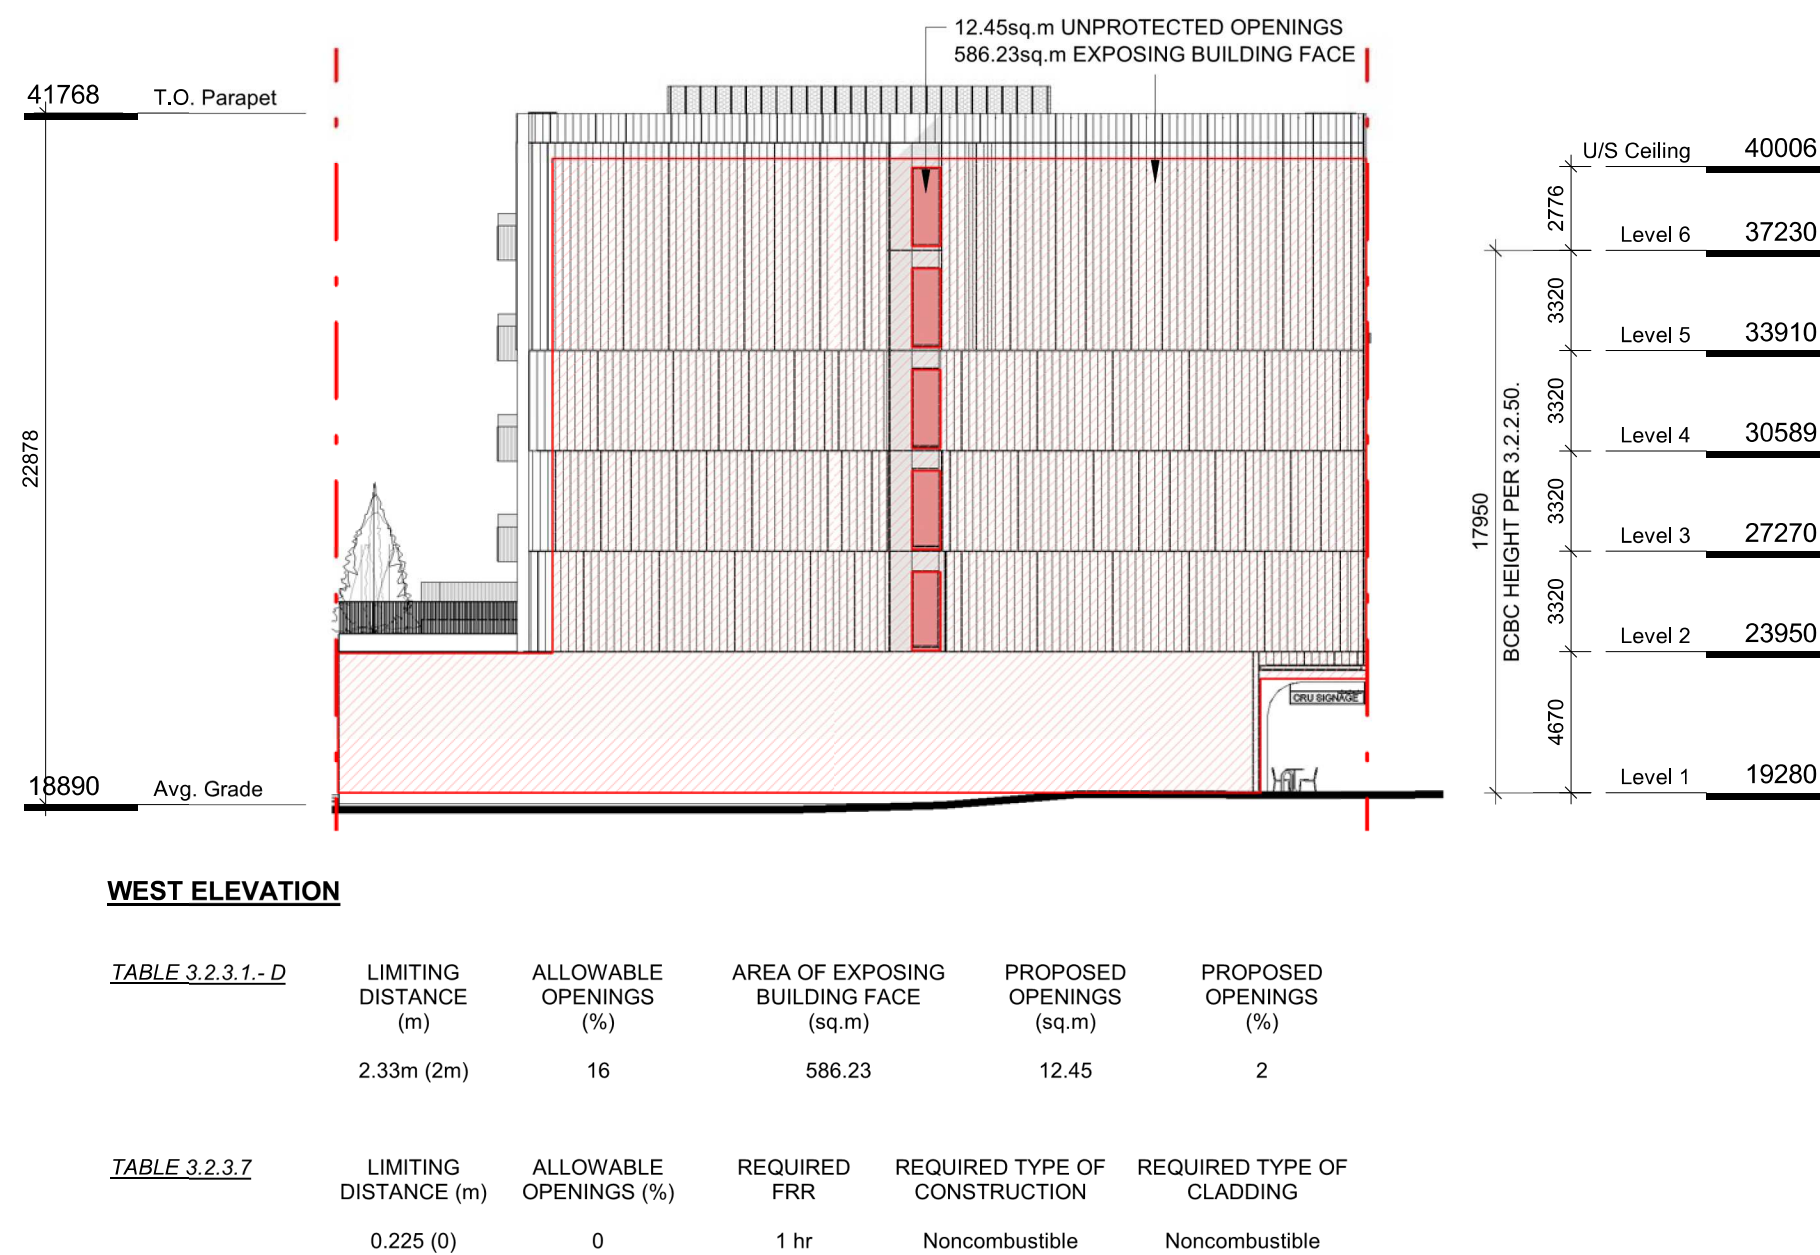 12.45sq.m UNPROTECTED OPENINGS
586.23sq.m EXPOSING BUILDING FACE
41768 T.O. Parapet
U/S Ceiling 40006
2776
Level 6 37230
3320
Level 5 33910
3320
Level 4 30589
3320
Level 3 27270
3320
Level 2 23950
4670
Level 1 19280
17950
BCBC HEIGHT PER 3.2.2.50.
22878
CRU SIGNAGE
18890 Avg. Grade
WEST ELEVATION
TABLE 3.2.3.1.- D
LIMITING DISTANCE (m)
ALLOWABLE OPENINGS (%)
AREA OF EXPOSING BUILDING FACE (sq.m)
PROPOSED OPENINGS (sq.m)
PROPOSED OPENINGS (%)
2.33m (2m) 16 586.23 12.45 2
TABLE 3.2.3.7
LIMITING DISTANCE (m)
ALLOWABLE OPENINGS (%)
REQUIRED FRR
REQUIRED TYPE OF CONSTRUCTION
REQUIRED TYPE OF CLADDING
0.225 (0) 0 1 hr Noncombustible Noncombustible